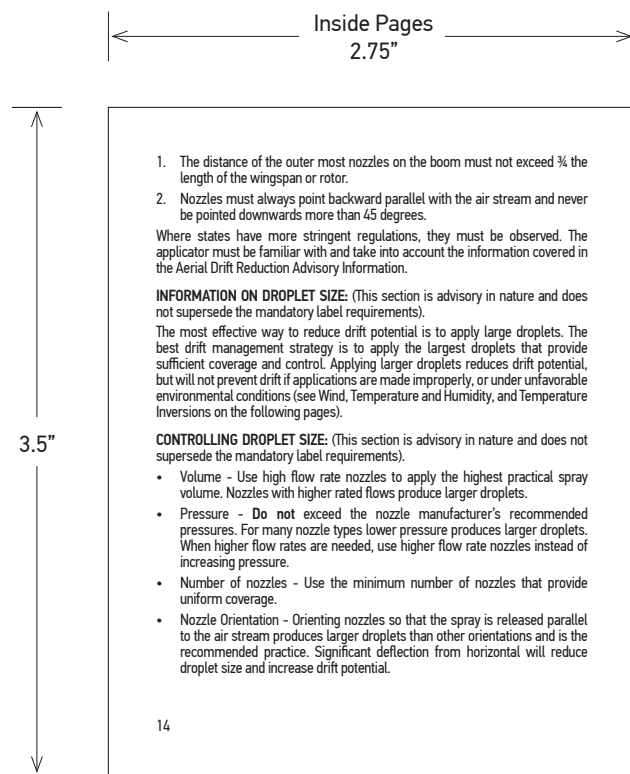 Inside Pages
2.75”
3.5”
1. The distance of the outer most nozzles on the boom must not exceed ¾ the
length of the wingspan or rotor.
2. Nozzles must always point backward parallel with the air stream and never
be pointed downwards more than 45 degrees.
Where states have more stringent regulations, they must be observed. The
applicator must be familiar with and take into account the information covered in
the Aerial Drift Reduction Advisory Information.
INFORMATION ON DROPLET SIZE: (This section is advisory in nature and does
not supersede the mandatory label requirements).
The most effective way to reduce drift potential is to apply large droplets. The
best drift management strategy is to apply the largest droplets that provide
sufficient coverage and control. Applying larger droplets reduces drift potential,
but will not prevent drift if applications are made improperly, or under unfavorable
environmental conditions (see Wind, Temperature and Humidity, and Temperature
Inversions on the following pages).
CONTROLLING DROPLET SIZE: (This section is advisory in nature and does not
supersede the mandatory label requirements).
• Volume - Use high flow rate nozzles to apply the highest practical spray
volume. Nozzles with higher rated flows produce larger droplets.
• Pressure - Do not exceed the nozzle manufacturer's recommended
pressures. For many nozzle types lower pressure produces larger droplets.
When higher flow rates are needed, use higher flow rate nozzles instead of
increasing pressure.
• Number of nozzles - Use the minimum number of nozzles that provide
uniform coverage.
• Nozzle Orientation - Orienting nozzles so that the spray is released parallel
to the air stream produces larger droplets than other orientations and is the
recommended practice. Significant deflection from horizontal will reduce
droplet size and increase drift potential.
14